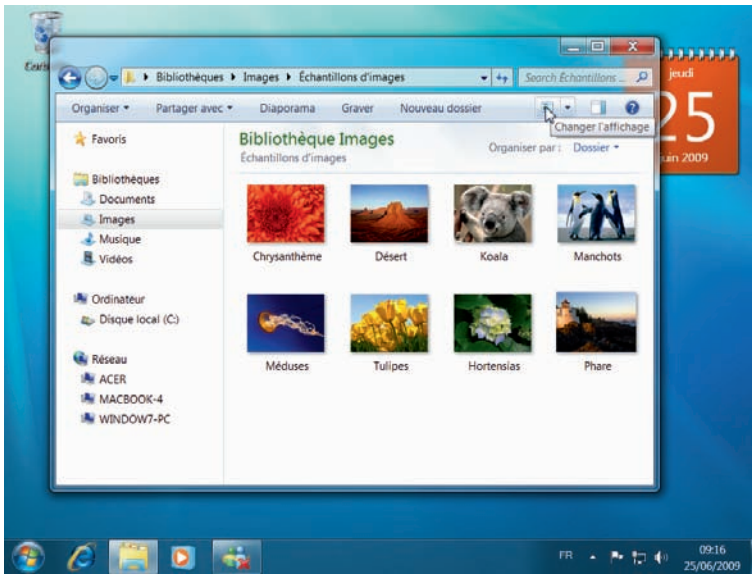 Bibliothèques ▸ Images ▸ Échantillons d'images
Search Échantillons ...
Organiser
Partager avec
Diaporama
Graver
Nouveau dossier
Changer l'affichage
jeudi
25
juin 2009
Favoris
Bibliothèques
Documents
Images
Musique
Vidéos
Ordinateur
Disque local (C:)
Réseau
ACER
MACBOOK-4
WINDOW7-PC
Bibliothèque Images
Échantillons d'images
Organiser par :
Dossier
Chrysanthème
Désert
Koala
Manchots
Méduses
Tulipes
Hortensias
Phare
FR
09:16
25/06/2009